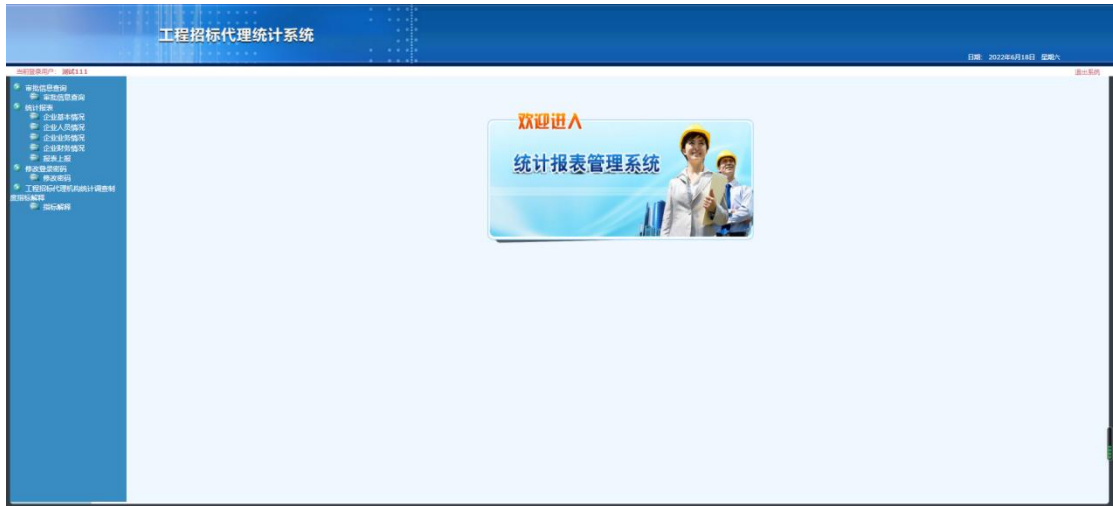 工程招标代理统计系统
日期: 2022年6月18日 星期六
当前登录用户: 测试111
退出系统
审批信息查询
审批信息查询
统计报表
企业基本情况
企业人员情况
企业业务情况
企业财务情况
报表上报
修改登录密码
修改密码
工程招标代理机构统计调查制
度指标解释
指标解释
欢迎进入
统计报表管理系统